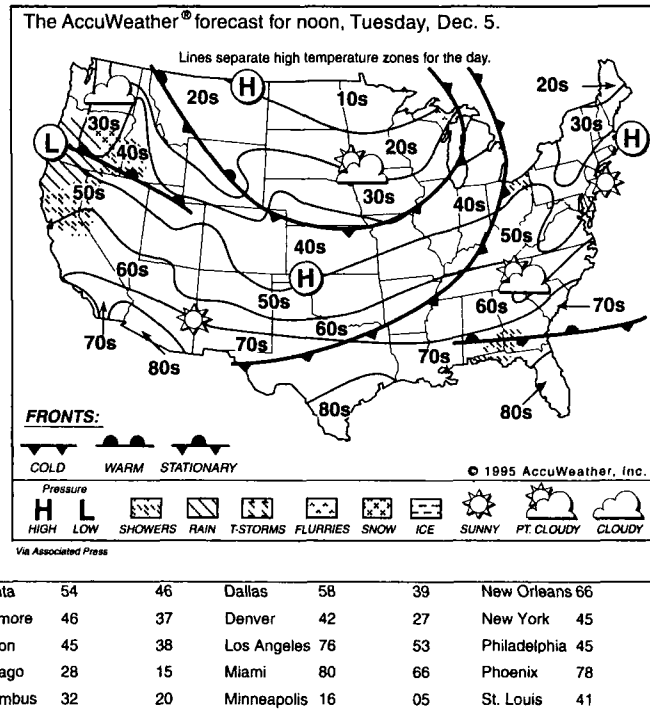 The AccuWeather® forecast for noon, Tuesday, Dec. 5.
Lines separate high temperature zones for the day.
20s
H
10s
20s
30s
30s
H
L
40s
20s
50s
30s
40s
40s
50s
60s
H
50s
60s
60s
70s
70s
80s
70s
70s
80s
80s
FRONTS:
COLD WARM STATIONARY
© 1995 AccuWeather, Inc.
Pressure
H L
HIGH LOW SHOWERS RAIN T-STORMS FLURRIES SNOW ICE SUNNY PT. CLOUDY CLOUDY
Via Associated Press
ta 54 46 Dallas 58 39 New Orleans 66
more 46 37 Denver 42 27 New York 45
on 45 38 Los Angeles 76 53 Philadelphia 45
ago 28 15 Miami 80 66 Phoenix 78
mbus 32 20 Minneapolis 16 05 St. Louis 41